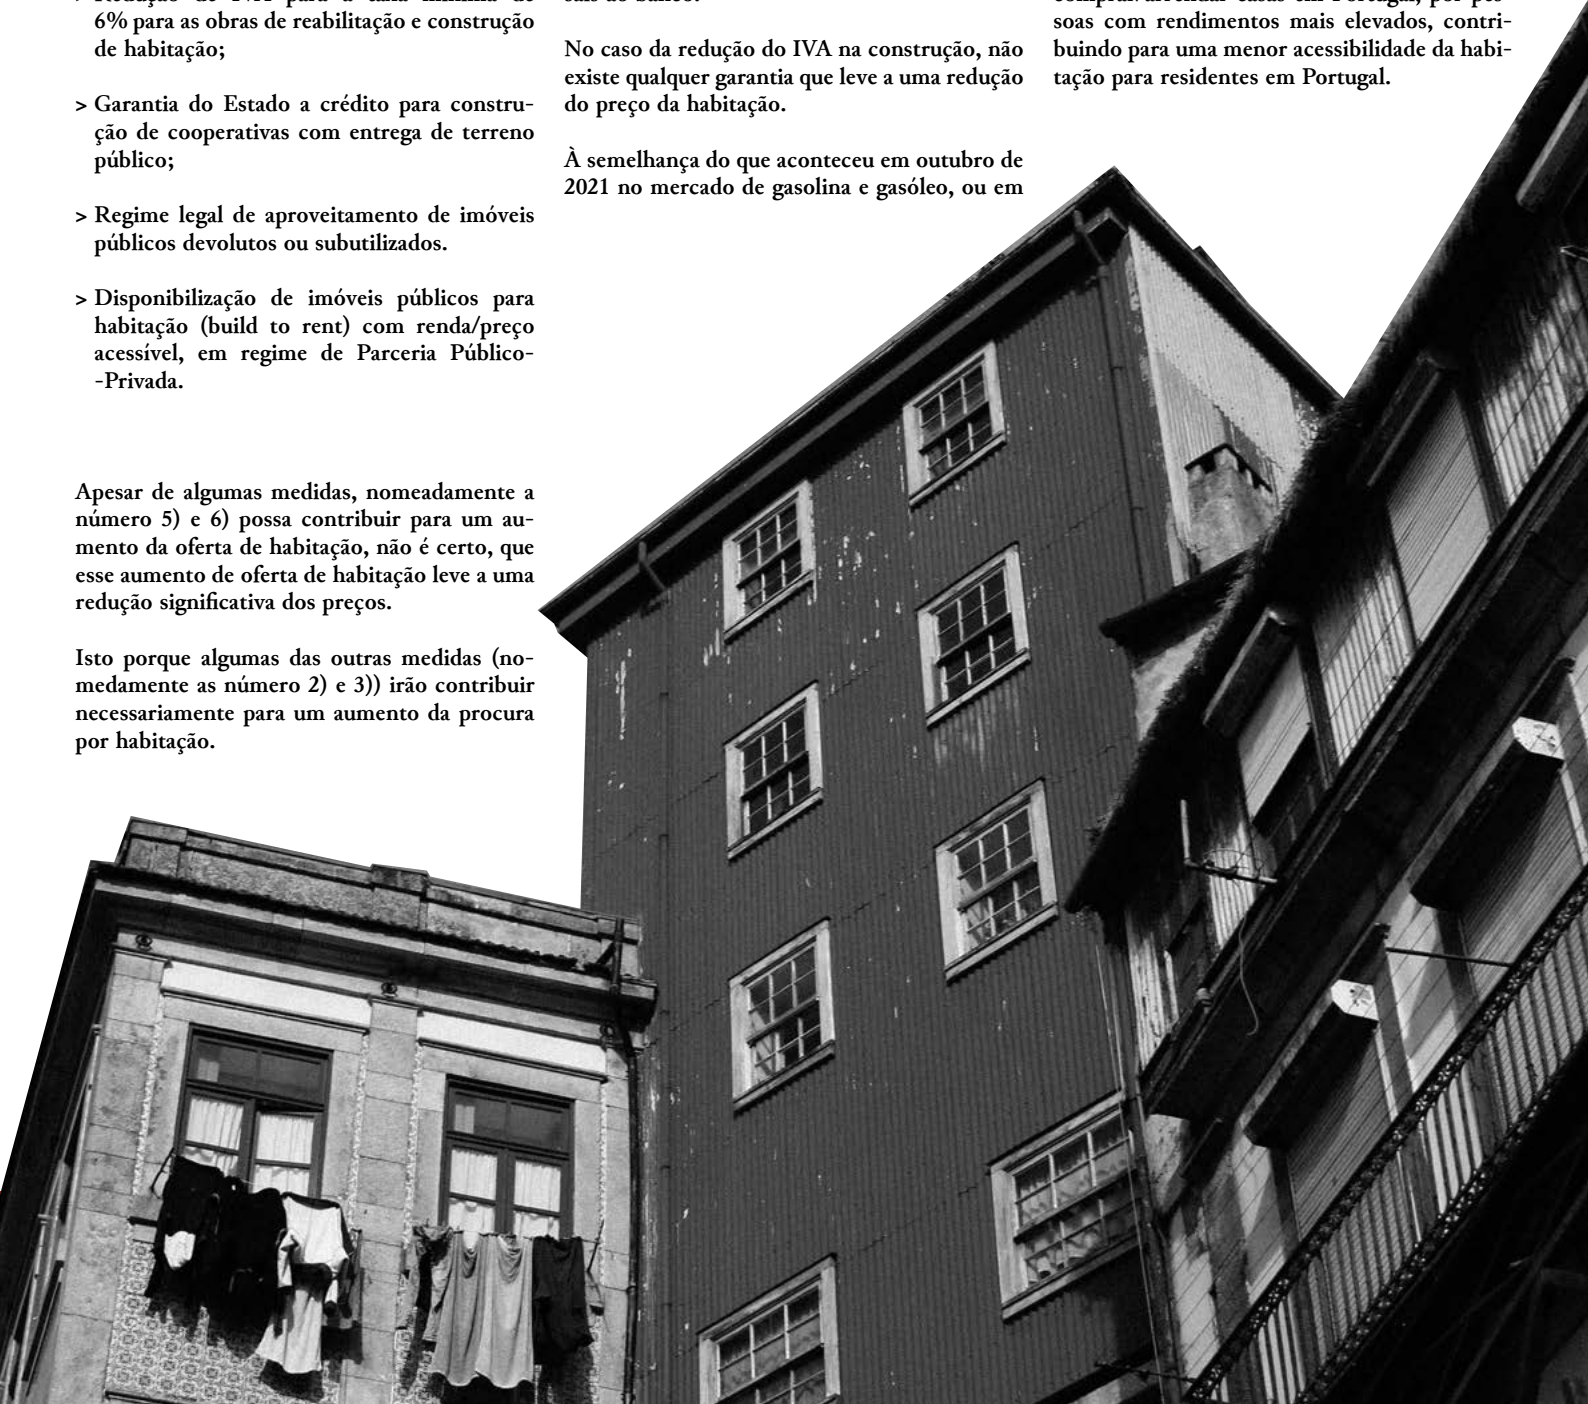 6% para as obras de reabilitação e construção
de habitação;
> Garantia do Estado a crédito para constru-
ção de cooperativas com entrega de terreno
público;
> Regime legal de aproveitamento de imóveis
públicos devolutos ou subutilizados.
> Disponibilização de imóveis públicos para
habitação (build to rent) com renda/preço
acessível, em regime de Parceria Público-
-Privada.
Apesar de algumas medidas, nomeadamente a
número 5) e 6) possa contribuir para um au-
mento da oferta de habitação, não é certo, que
esse aumento de oferta de habitação leve a uma
redução significativa dos preços.
Isto porque algumas das outras medidas (no-
medamente as número 2) e 3)) irão contribuir
necessariamente para um aumento da procura
por habitação.
No caso da redução do IVA na construção, não
existe qualquer garantia que leve a uma redução
do preço da habitação.
À semelhança do que aconteceu em outubro de
2021 no mercado de gasolina e gasóleo, ou em
soas com rendimentos mais elevados, contri-
buindo para uma menor acessibilidade da habi-
tação para residentes em Portugal.